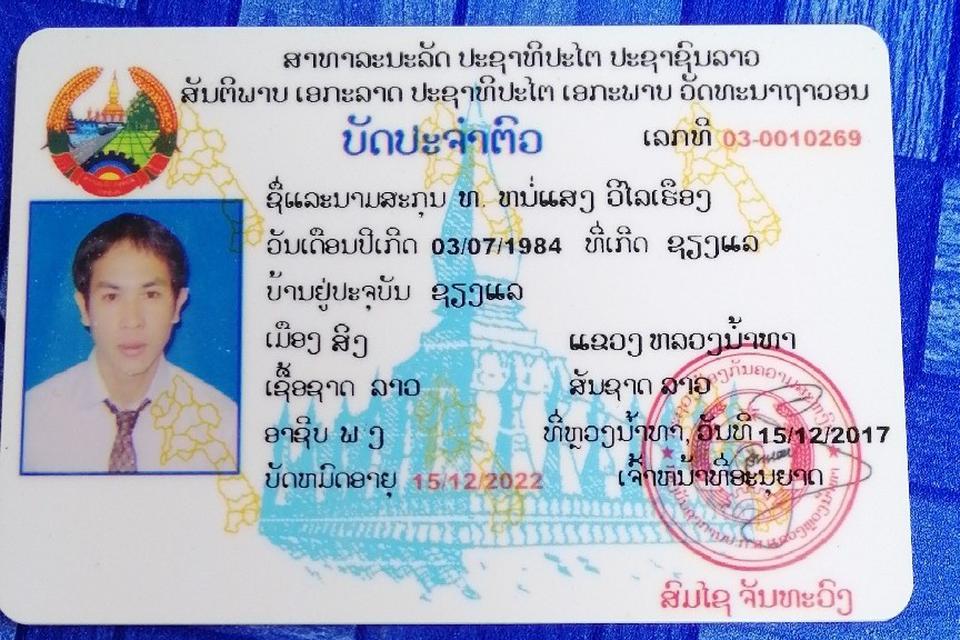 ສາທາລະນະລັດ ປະຊາທິປະໄຕ ປະຊາຊົນລາວ
ສັນຕິພາບ ເອກະລາດ ປະຊາທິປະໄຕ ເອກະພາບ ວັດທະນາຖາວອນ
ບັດປະຈຳຕົວ ເລກທີ 03-0010269
ຊື່ແລະນາມສະກຸນ ທ. ຫນ່ໍແສງ ວິໄລເຮືອງ
ວັນເດືອນປີເກີດ 03/07/1984 ທີ່ເກີດ ຊຽງແລ
ບ້ານຢູ່ປະຈຸບັນ ຊຽງແລ
ເມືອງ ສິງ ແຂວງ ຫລວງນ້ຳທາ
ເຊື້ອຊາດ ລາວ ສັນຊາດ ລາວ
ອາຊີບ ພ ງ ທີ່ຫຼວງນ້ຳທາ, ວັນທີ 15/12/2017
ບັດຫມົດອາຍຸ 15/12/2022 ເຈົ້າຫນ້າທີ່ອະນຸຍາດ
ສົມໄຊ ຈັນທະວົງ